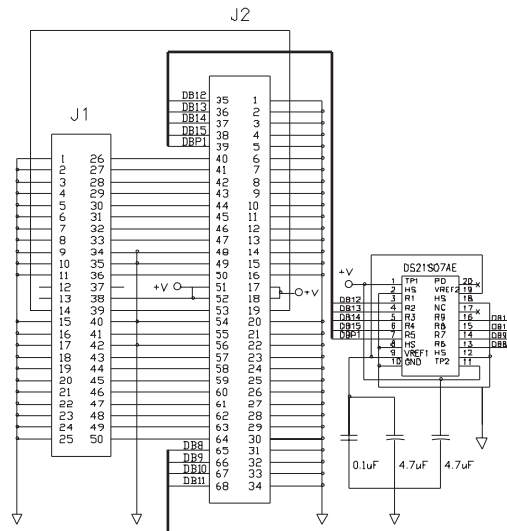 J2
J1
DB12 35 1
DB13 36 2
DB14 37 3
DB15 38 4
DBP1 39 5
1 26 40 6
2 27 41 7
3 28 42 8
4 29 43 9
5 30 44 10
6 31 45 11
7 32 46 12
8 33 47 13
9 34 48 14
10 35 49 15
11 36 50 16
12 37 +V 51 17
13 38 52 18 +V
14 39 53 19
15 40 54 20
16 41 55 21
17 42 56 22
18 43 57 23
19 44 58 24
20 45 59 25
21 46 60 26
22 47 61 27
23 48 62 28
24 49 63 29
25 50 64 30
DB8 65 31
DB9 66 32
DB10 67 33
DB11 68 34
DS21S07AE
+V
1 TP1 PD 20
2 HS VREF2 19
DB12 3 R1 HS 18
DB13 4 R2 NC 17
DB14 5 R3 R9 16 DB1
DB15 6 R4 R8 15 DB1
DBP1 7 R5 R7 14 DB9
8 HS R6 13 DB8
9 VREF1 HS 12
10 GND TP2 11
0.1uF 4.7uF 4.7uF